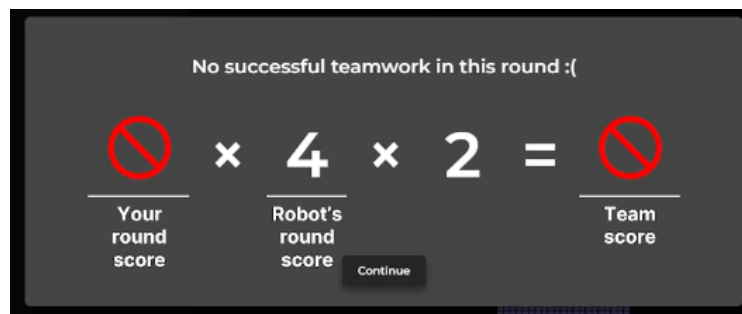 No successful teamwork in this round :(
× 4 × 2 =
Your round score
Robot's round score
Team score
Continue